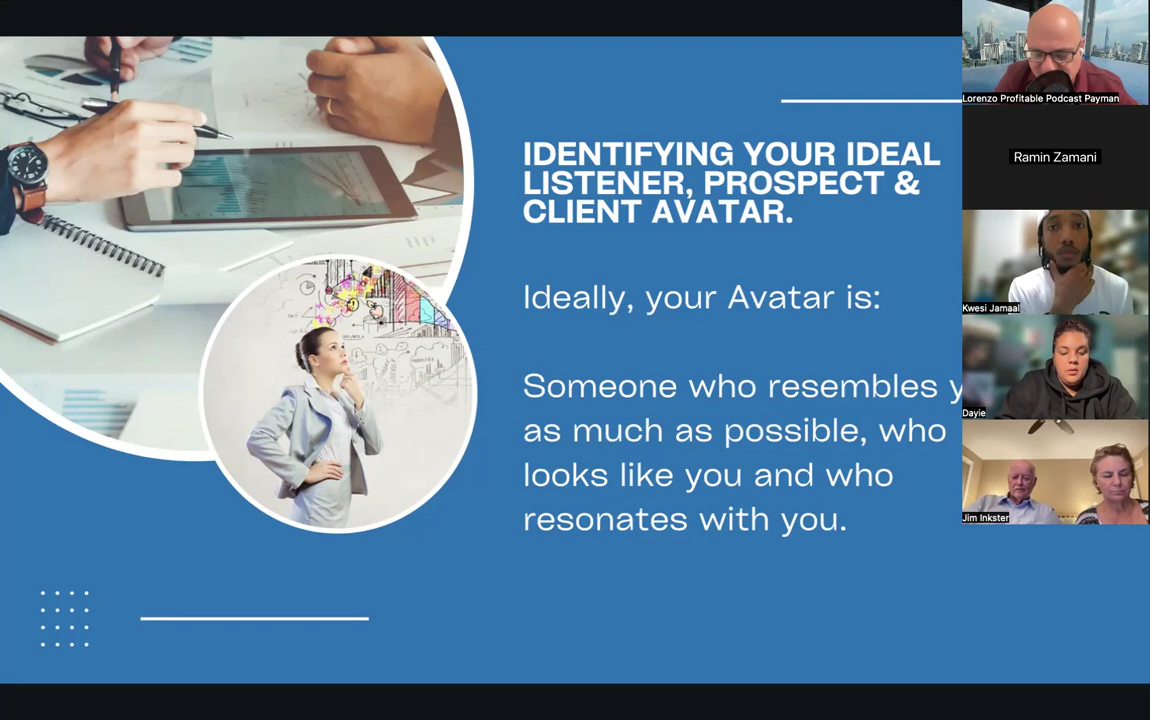 IDENTIFYING YOUR IDEAL
LISTENER, PROSPECT &
CLIENT AVATAR.
Ideally, your Avatar is:
Someone who resembles y
as much as possible, who
looks like you and who
resonates with you.
Lorenzo Profitable Podcast Payman
Ramin Zamani
Kwesi Jamaal
Dayie
Jim Inkster